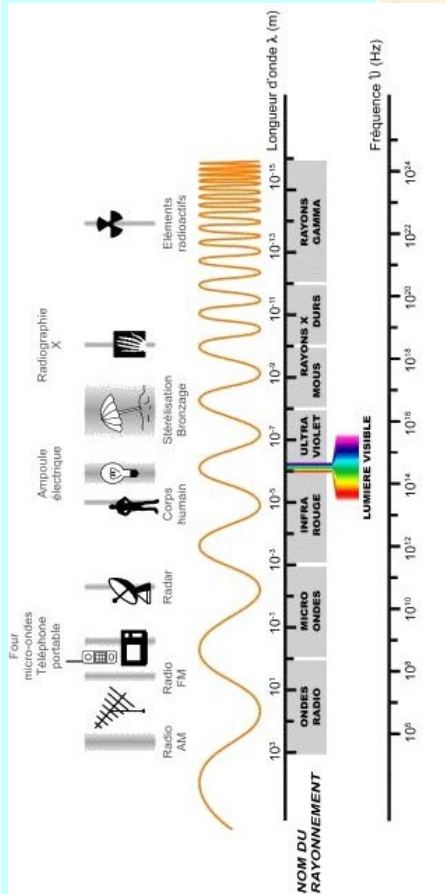 Four
micro-ondes
Téléphone
portable
Ampoule
électrique
Radiographie
X
Radio
AM
Radio
FM
Radar
Corps
humain
Stérélisation
Bronzage
Eléments
radioactifs
Longueur d'onde λ (m)
10³ 10¹ 10⁻¹ 10⁻³ 10⁻⁵ 10⁻⁷ 10⁻⁹ 10⁻¹¹ 10⁻¹³ 10⁻¹⁵
NOM DU
RAYONNEMENT
ONDES
RADIO
MICRO
ONDES
INFRA
ROUGE
ULTRA
VIOLET
RAYONS X
MOUS DURS
RAYONS
GAMMA
LUMIERE VISIBLE
Fréquence υ (Hz)
10⁶ 10⁸ 10¹⁰ 10¹² 10¹⁴ 10¹⁶ 10¹⁸ 10²⁰ 10²² 10²⁴